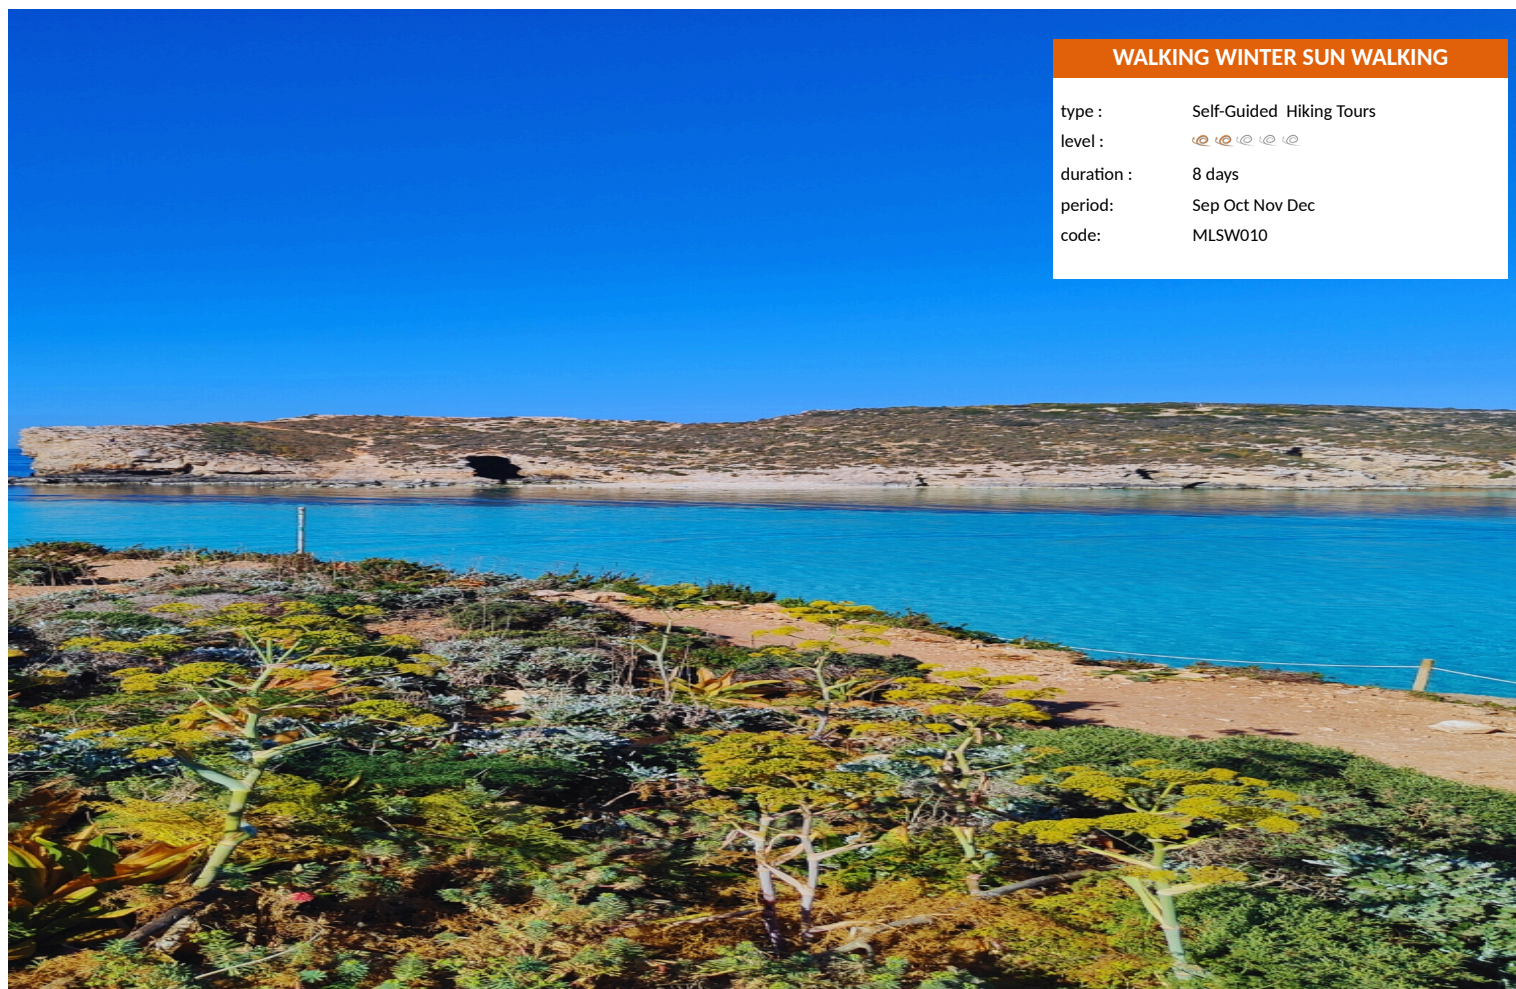 WALKING WINTER SUN WALKING
type : Self-Guided  Hiking Tours
level :
duration : 8 days
period: Sep Oct Nov Dec
code: MLSW010